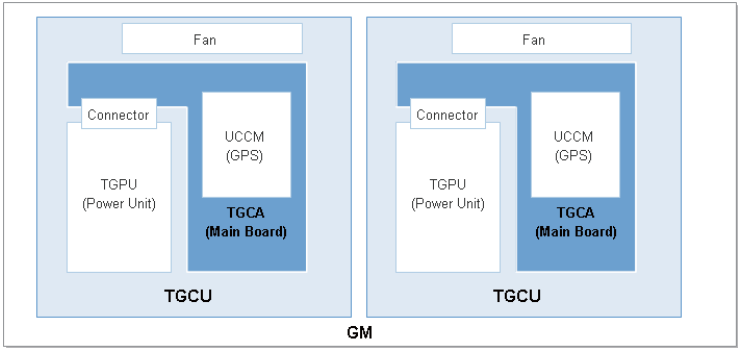 Fan
Connector
UCCM
(GPS)
TGPU
(Power Unit)
TGCA
(Main Board)
TGCU
Fan
Connector
UCCM
(GPS)
TGPU
(Power Unit)
TGCA
(Main Board)
TGCU
GM